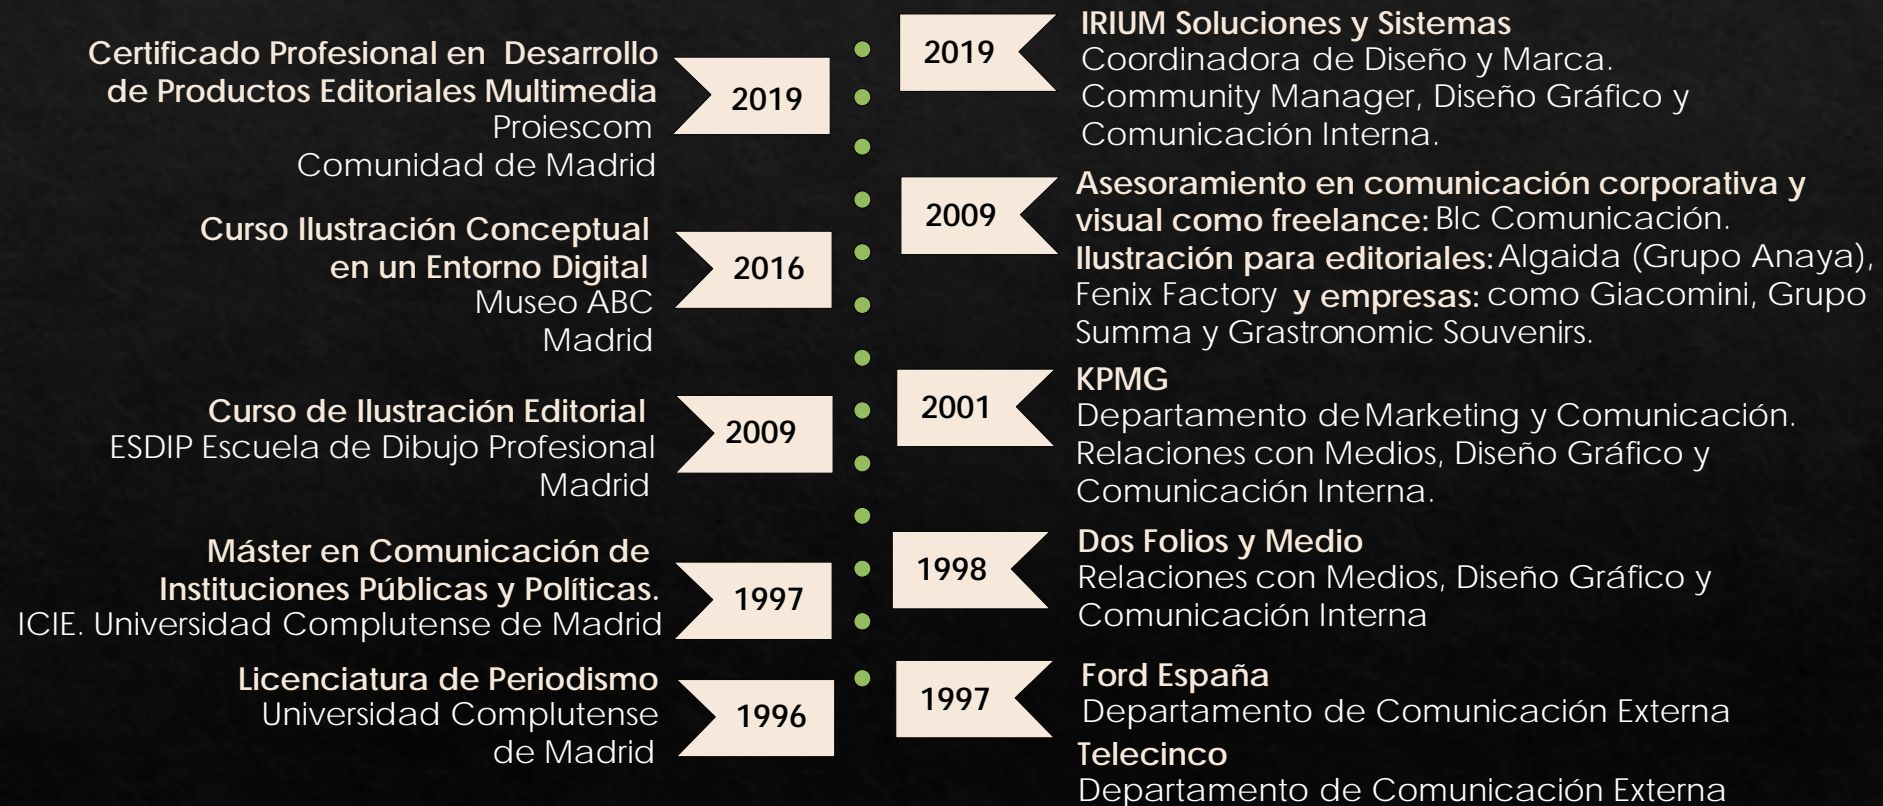 Certificado Profesional en Desarrollo
de Productos Editoriales Multimedia
Proiescom
Comunidad de Madrid
2019
Curso Ilustración Conceptual
en un Entorno Digital
Museo ABC
Madrid
2016
Curso de Ilustración Editorial
ESDIP Escuela de Dibujo Profesional
Madrid
2009
Máster en Comunicación de
Instituciones Públicas y Políticas.
ICIE. Universidad Complutense de Madrid
1997
Licenciatura de Periodismo
Universidad Complutense
de Madrid
1996
2019
IRIUM Soluciones y Sistemas
Coordinadora de Diseño y Marca.
Community Manager, Diseño Gráfico y
Comunicación Interna.
2009
Asesoramiento en comunicación corporativa y
visual como freelance: Blc Comunicación.
Ilustración para editoriales: Algaida (Grupo Anaya),
Fenix Factory y empresas: como Giacomini, Grupo
Summa y Grastronomic Souvenirs.
2001
KPMG
Departamento de Marketing y Comunicación.
Relaciones con Medios, Diseño Gráfico y
Comunicación Interna.
1998
Dos Folios y Medio
Relaciones con Medios, Diseño Gráfico y
Comunicación Interna
1997
Ford España
Departamento de Comunicación Externa
Telecinco
Departamento de Comunicación Externa